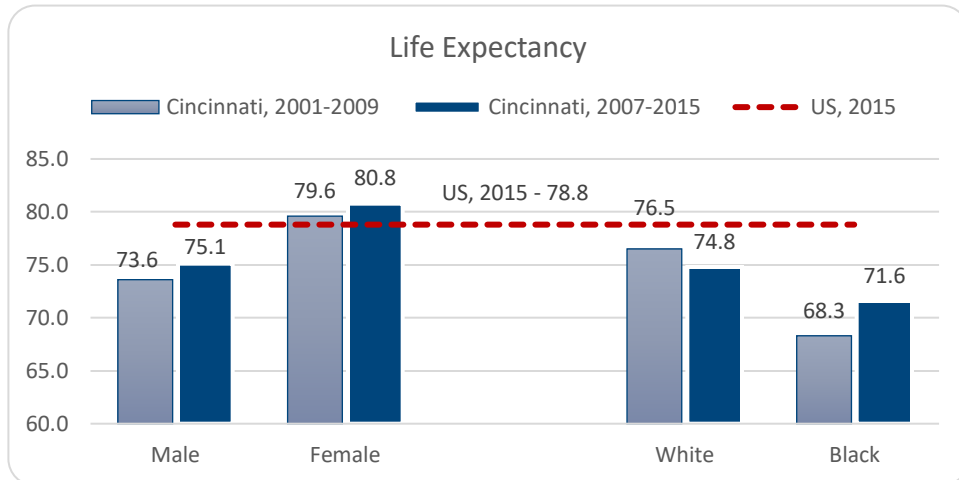 Life Expectancy
Cincinnati, 2001-2009 Cincinnati, 2007-2015 US, 2015
85.0
80.0
75.0
70.0
65.0
60.0
73.6 75.1 79.6 80.8 US, 2015 - 78.8 76.5 74.8 68.3 71.6
Male Female White Black